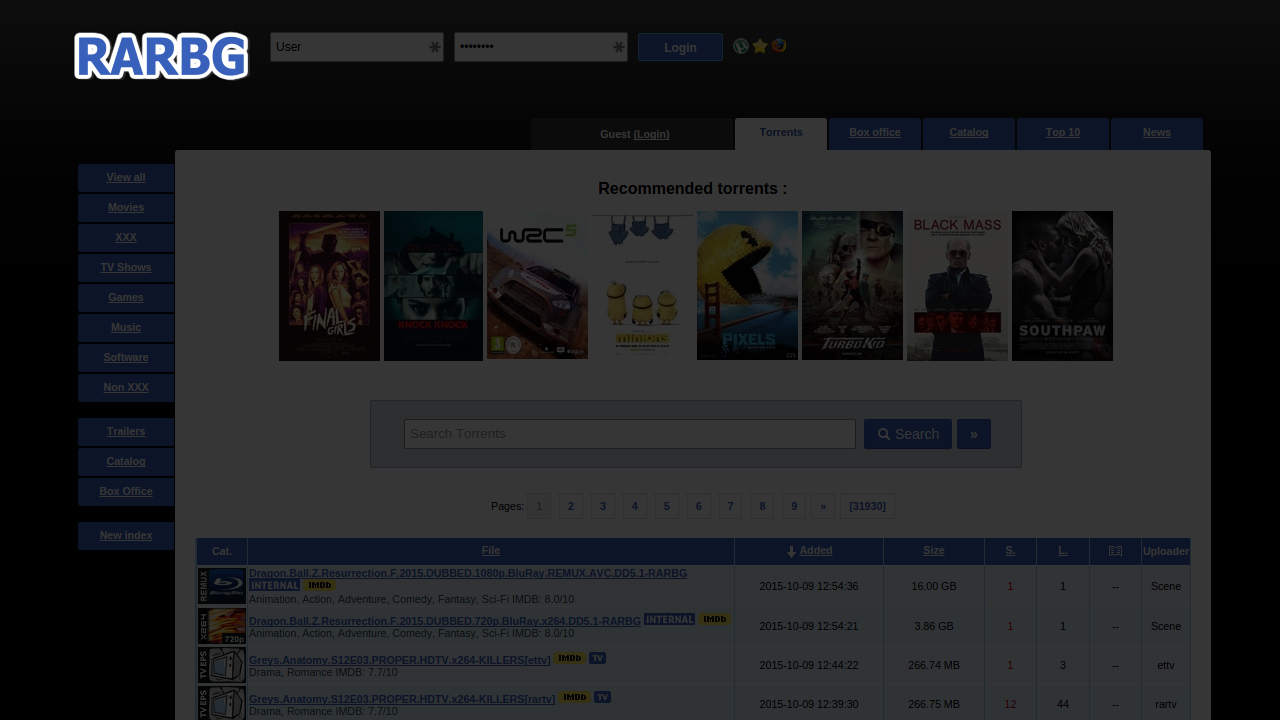 RARBG
User
••••••••
Login
Guest (Login)
Torrents
Box office
Catalog
Top 10
News
View all
Movies
XXX
TV Shows
Games
Music
Software
Non XXX
Trailers
Catalog
Box Office
New index
Recommended torrents :
FINAL GIRLS
KNOCK KNOCK
WRC 5
minions
PIXELS
TURBO KID
BLACK MASS
SOUTHPAW
Search Torrents
Search
»
Pages: 1 2 3 4 5 6 7 8 9 » [31930]
Cat. File Added Size S. L. Uploader
REMUX Dragon.Ball.Z.Resurrection.F.2015.DUBBED.1080p.BluRay.REMUX.AVC.DD5.1-RARBG
INTERNAL IMDb
Animation, Action, Adventure, Comedy, Fantasy, Sci-Fi IMDB: 8.0/10
2015-10-09 12:54:36 16.00 GB 1 1 -- Scene
X264 720p Dragon.Ball.Z.Resurrection.F.2015.DUBBED.720p.BluRay.x264.DD5.1-RARBG INTERNAL IMDb
Animation, Action, Adventure, Comedy, Fantasy, Sci-Fi IMDB: 8.0/10
2015-10-09 12:54:21 3.86 GB 1 1 -- Scene
TV EPS Greys.Anatomy.S12E03.PROPER.HDTV.x264-KILLERS[ettv] IMDb TV
Drama, Romance IMDB: 7.7/10
2015-10-09 12:44:22 266.74 MB 1 3 -- ettv
TV EPS Greys.Anatomy.S12E03.PROPER.HDTV.x264-KILLERS[rartv] IMDb TV
Drama, Romance IMDB: 7.7/10
2015-10-09 12:39:30 266.75 MB 12 44 -- rartv